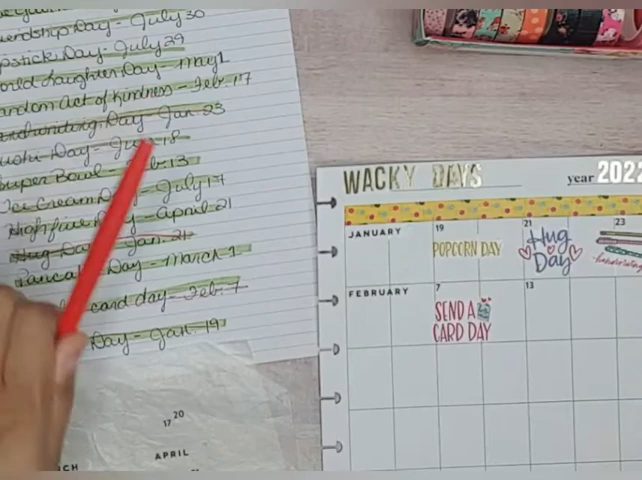 Friendship Day - July 30
Lipstick Day - July 29
World Laughter Day - May 1
Random Act of Kindness - Feb. 17
Handwriting Day - Jan. 23
Sushi Day - 18
Super Bowl - Feb. 13
Ice Cream Day - July 17
High five Day - April 21
Hug Day - Jan. 21
Pancake Day - March 1
card day - Feb. 7
Day - Jan. 19
20
17
APRIL
WACKY DAYS
year 2022
JANUARY
19
21
23
POPCORN DAY
Hug
Day
handwriting
FEBRUARY
7
13
SEND A
CARD DAY